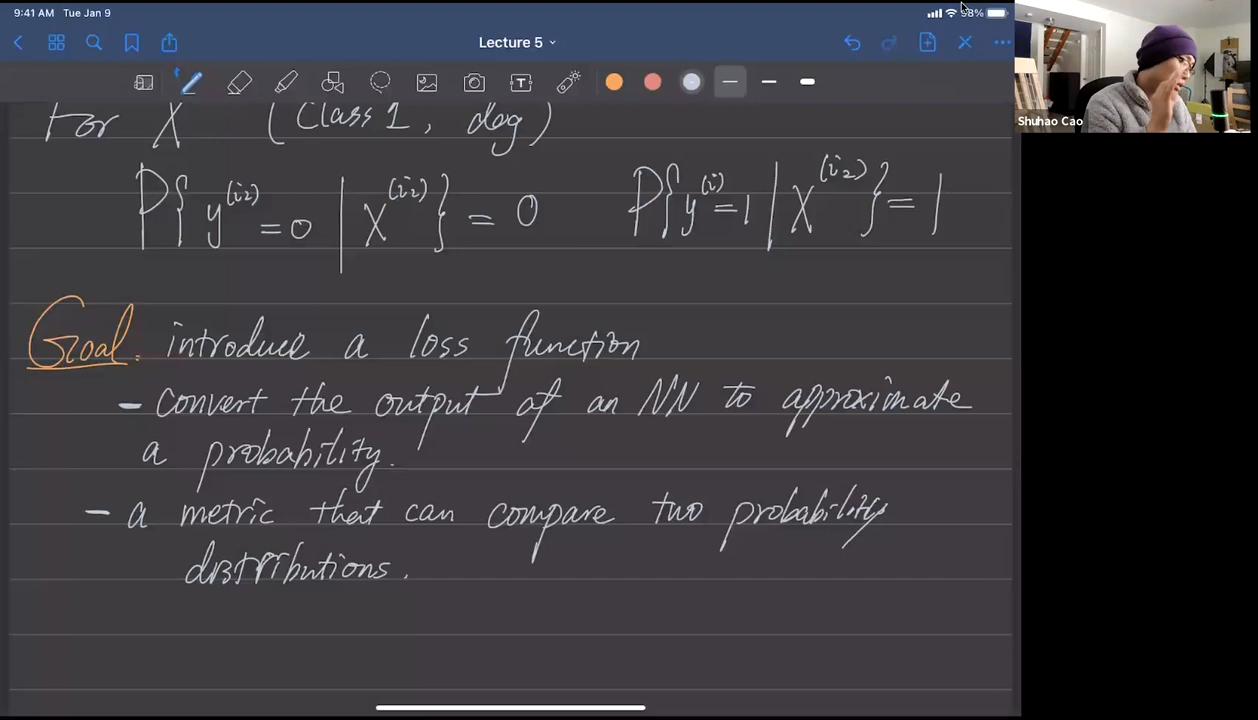 9:41 AM Tue Jan 9
98%
Lecture 5
T
Shuhao Cao
For X (Class 1, dog)
P{y^(i₂) = 0 | X^(i₂)} = 0 P{y^(i) = 1 | X^(i₂)} = 1
Goal: introduce a loss function
- convert the output of an NN to approximate
a probability.
- a metric that can compare two probability
distributions.